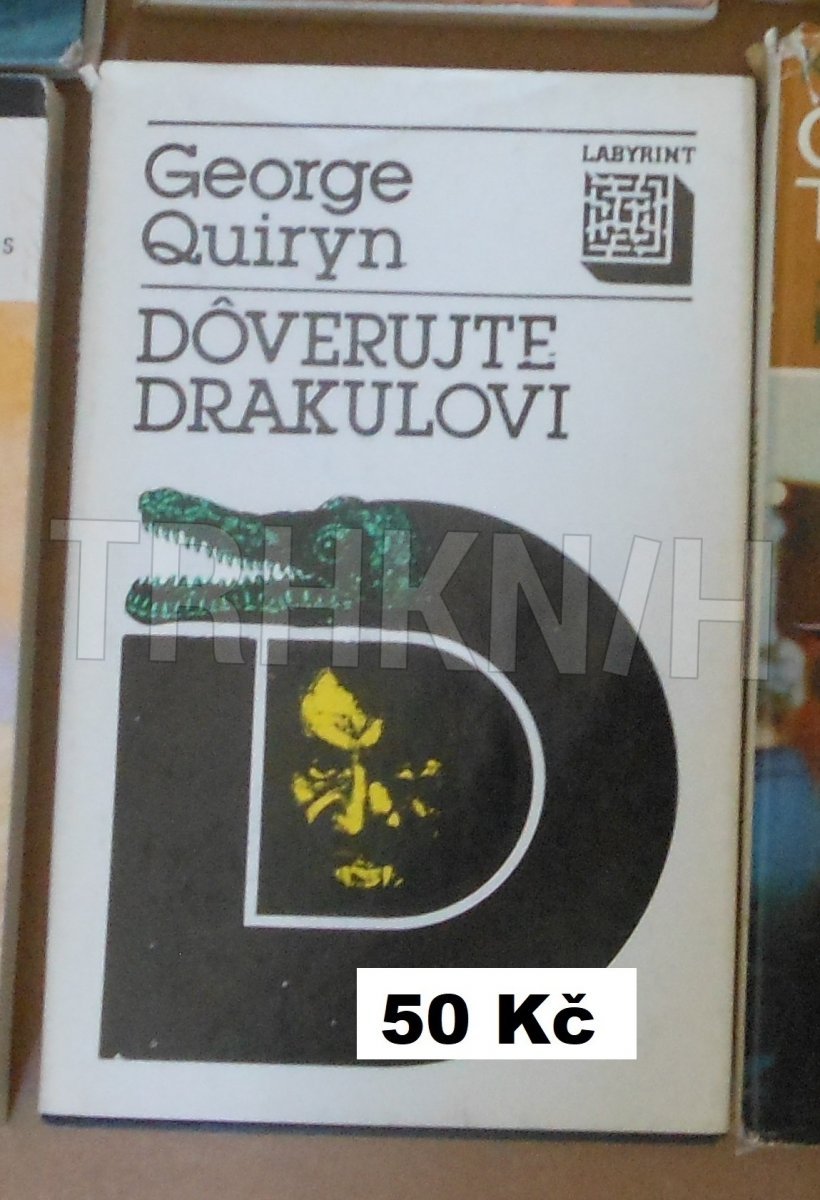 George
Quiryn
LABYRINT
DÔVERUJTE
DRAKULOVI
TRHKNIH
50 Kč
S